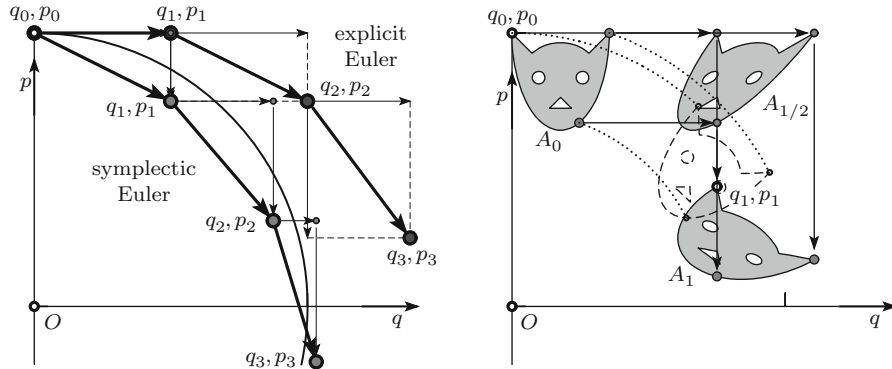 q₀, p₀
q₁, p₁
explicit
Euler
p
q₁, p₁
q₂, p₂
symplectic
Euler
q₂, p₂
q₃, p₃
O
q
q₃, p₃
q₀, p₀
p
A₀
A₁/₂
q₁, p₁
A₁
O
q